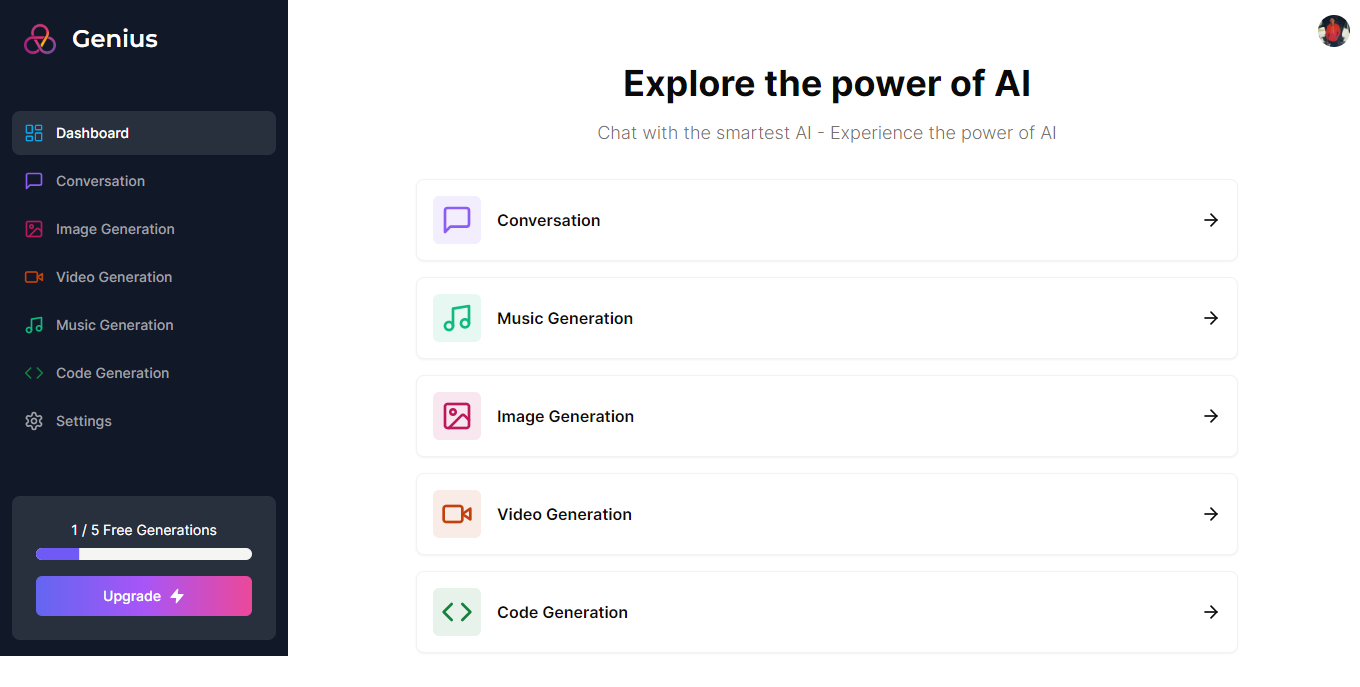 Genius
Dashboard
Conversation
Image Generation
Video Generation
Music Generation
Code Generation
Settings
1 / 5 Free Generations
Upgrade
Explore the power of AI
Chat with the smartest AI - Experience the power of AI
Conversation
Music Generation
Image Generation
Video Generation
Code Generation